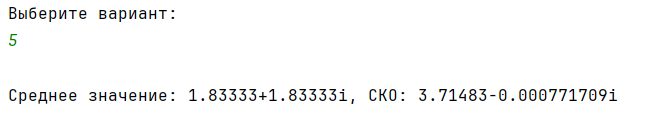 Выберите вариант:
5
Среднее значение: 1.83333+1.83333i, СКО: 3.71483-0.000771709i